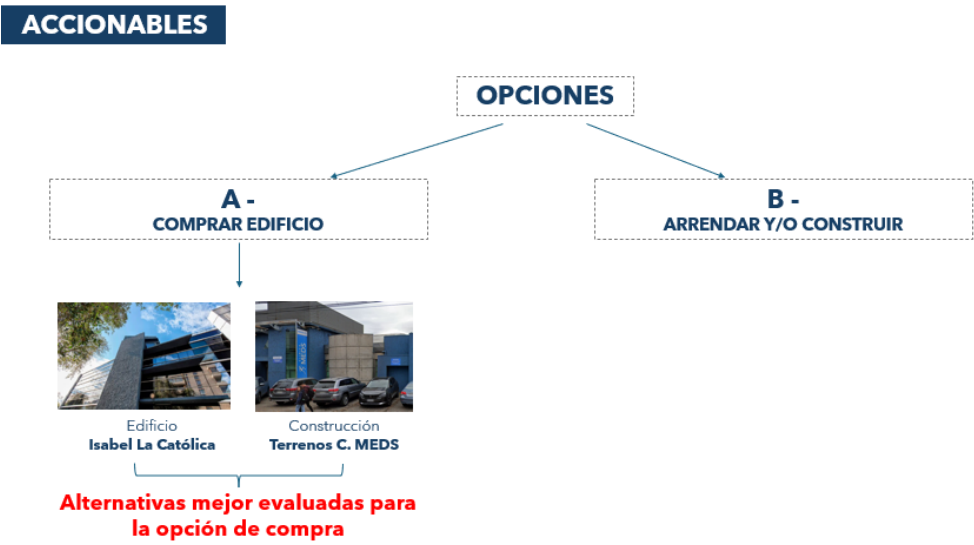 ACCIONABLES
OPCIONES
A -
COMPRAR EDIFICIO
B -
ARRENDAR Y/O CONSTRUIR
MEDS
Edificio
Isabel La Católica
Construcción
Terrenos C. MEDS
Alternativas mejor evaluadas para
la opción de compra